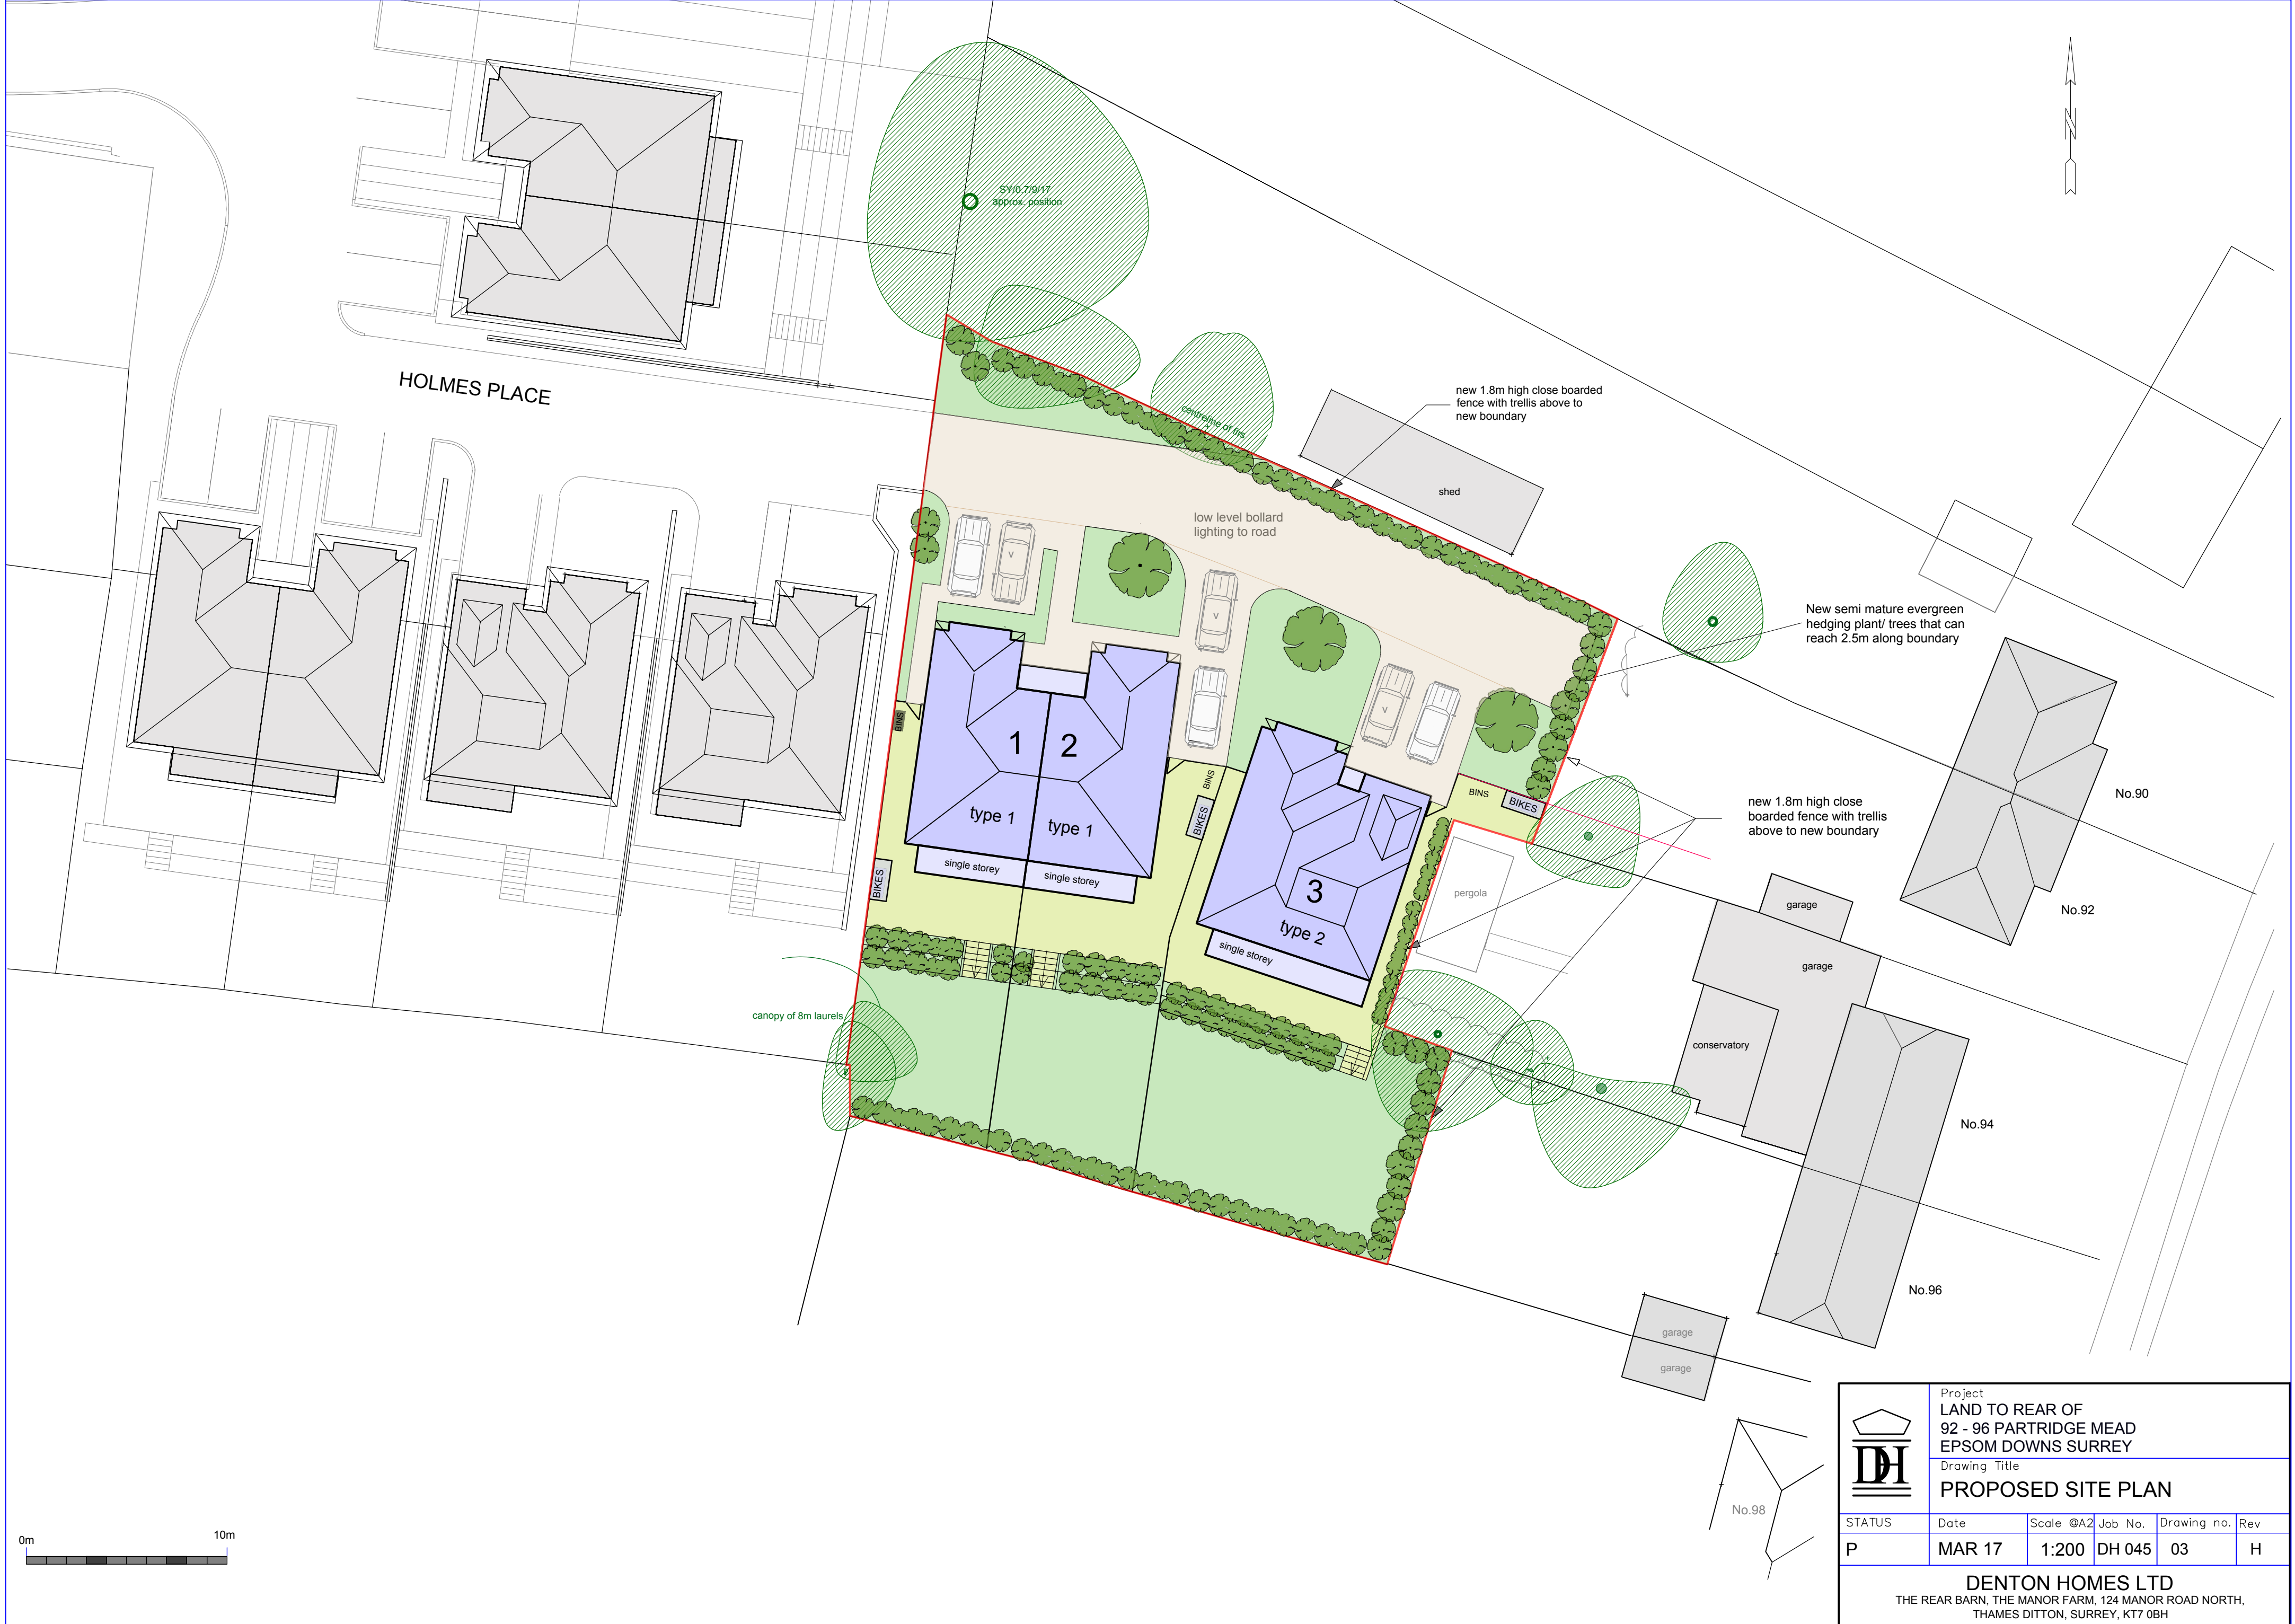 N
SY/0.7/9/17
approx. position
HOLMES PLACE
new 1.8m high close boarded
fence with trellis above to
new boundary
centreline of firs
shed
low level bollard
lighting to road
V
V
V
New semi mature evergreen
hedging plant/ trees that can
reach 2.5m along boundary
BINS
1
2
type 1
type 1
single storey
single storey
BIKES
BINS
BIKES
3
type 2
single storey
BINS
BIKES
pergola
new 1.8m high close
boarded fence with trellis
above to new boundary
No.90
No.92
garage
garage
conservatory
No.94
No.96
canopy of 8m laurels
garage
garage
No.98
0m
10m
DH
Project
LAND TO REAR OF
92 - 96 PARTRIDGE MEAD
EPSOM DOWNS SURREY
Drawing Title
PROPOSED SITE PLAN
STATUS Date Scale @A2 Job No. Drawing no. Rev
P MAR 17 1:200 DH 045 03 H
DENTON HOMES LTD
THE REAR BARN, THE MANOR FARM, 124 MANOR ROAD NORTH,
THAMES DITTON, SURREY, KT7 0BH